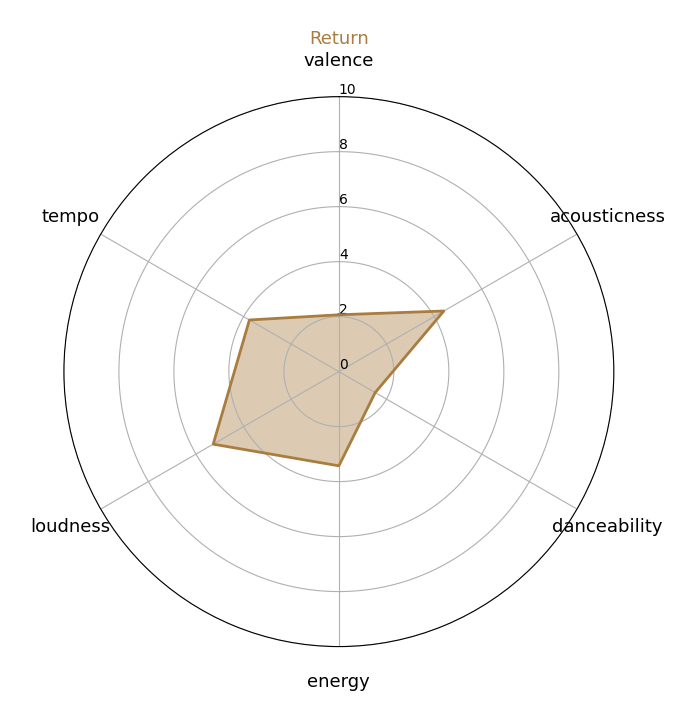 Return
valence
10
8
tempo
acousticness
6
4
2
0
loudness
danceability
energy